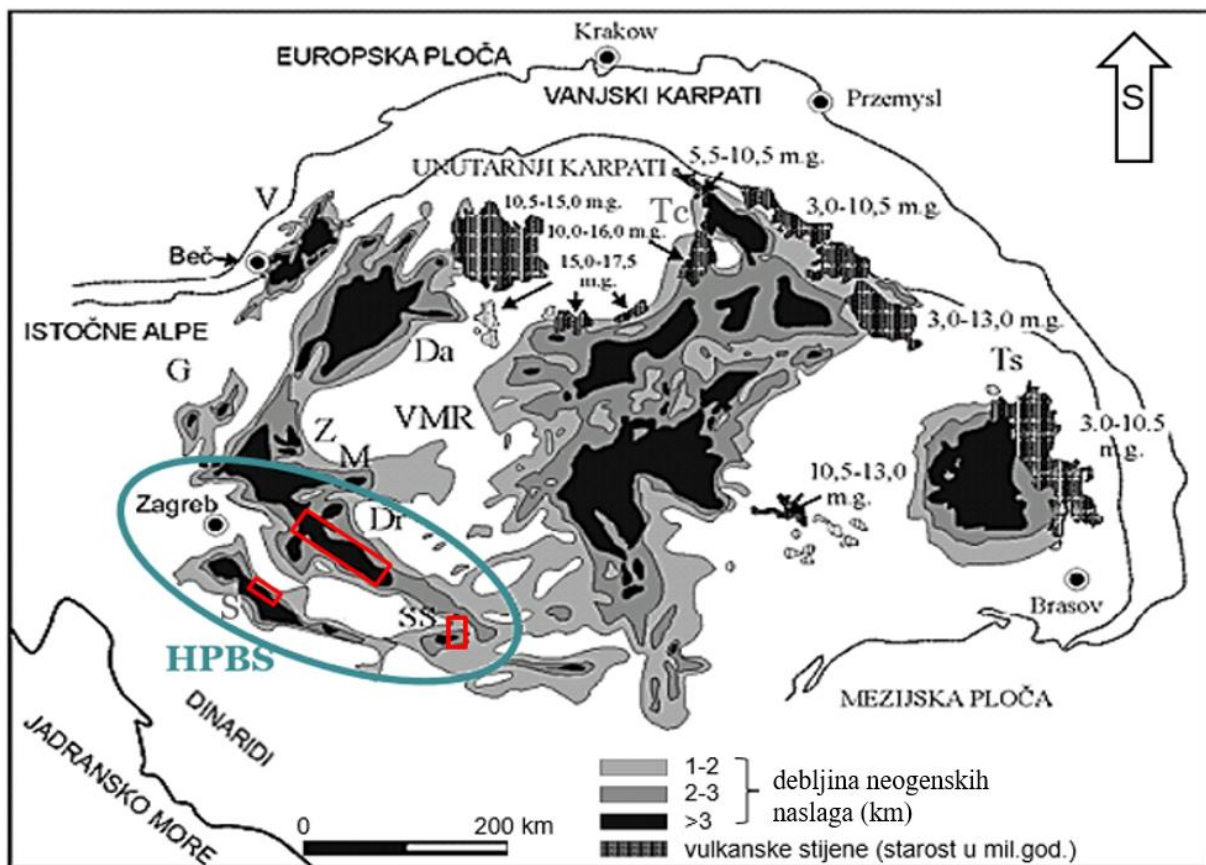 Krakow
EUROPSKA PLOČA
VANJSKI KARPATI
Przemysl
S
5,5-10,5 m.g.
UNUTARNJI KARPATI
V
10,5-15,0 m.g.
Tc
3,0-10,5 m.g.
10,0-16,0 m.g.
Beč
15,0-17,5
m.g.
ISTOČNE ALPE
3,0-13,0 m.g.
Da
G
Ts
VMR
Z
3.0-10.5
m.g.
M
10,5-13,0
m.g.
Zagreb
Dr
Brasov
S
SS
HPBS
MEZIJSKA PLOČA
DINARIDI
JADRANSKO MORE
1-2
2-3
>3
debljina neogenskih
naslaga (km)
0
200 km
vulkanske stijene (starost u mil.god.)